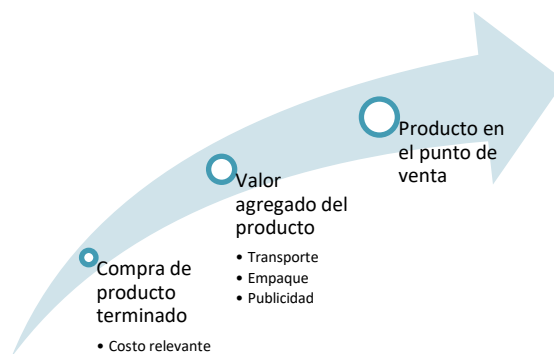 Compra de
producto
terminado
• Costo relevante
Valor
agregado del
producto
• Transporte
• Empaque
• Publicidad
Producto en
el punto de
venta